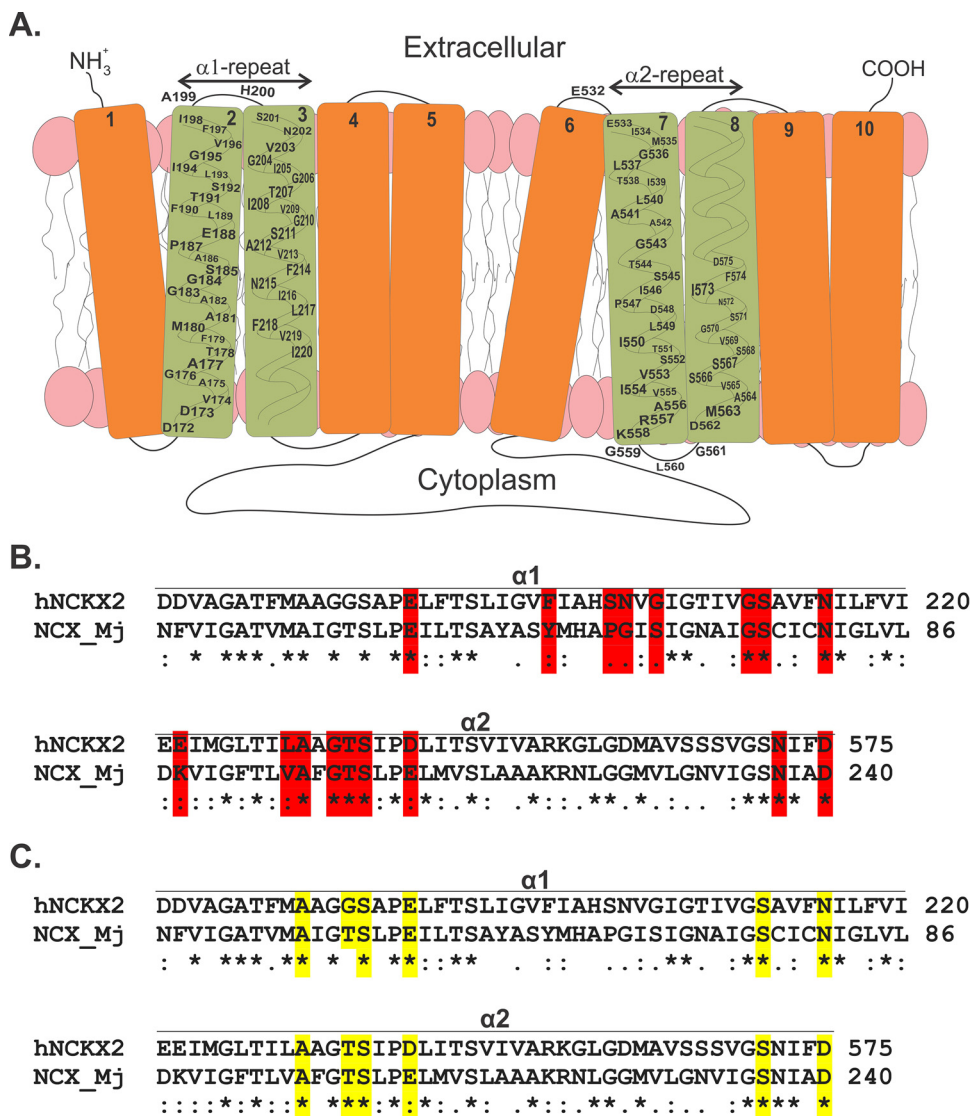 A.
Extracellular
NH3+
COOH
α1-repeat
α2-repeat
A199
H200
E532
1
2
3
4
5
6
7
8
9
10
I198
F197
V196
G195
I194
L193
S192
T191
F190
L189
E188
P187
A186
S185
G184
G183
A182
A181
M180
F179
T178
A177
G176
A175
V174
D173
D172
S201
N202
V203
G204
I205
G206
T207
I208
V209
G210
S211
A212
V213
F214
N215
I216
L217
F218
V219
I220
E533
I534
M535
G536
L537
T538
I539
L540
A541
A542
G543
T544
S545
I546
P547
D548
L549
I550
T551
S552
V553
I554
V555
A556
R557
K558
G559
L560
G561
D575
F574
I573
N572
S571
G570
V569
S568
S567
S566
V565
A564
M563
D562
Cytoplasm
B.
α1
hNCKX2 DDVAGATFMAAGGSAPELFTSLIGVFIAHSNVGIGTIVGSAVFNILFVI 220
NCX_Mj NFVIGATVMAIGTSLPEILTSAYASYMHAPGISIGNAIGSCICNIGLVL 86
: * ***.** * * **::**  . :   .. :** .:** .:** :*:
α2
hNCKX2 EEIMGLTILAAGTSIPDLITSVIVARKGLGDMAVSSSVGSNIFD 575
NCX_Mj DKVIGFTLVAFGTSLPELMVSLAAAKRNLGGMVLGNVIGSNIAD 240
::::*:*::* ***:*:*:.*:  *::.** *.:.. :**** *
C.
α1
hNCKX2 DDVAGATFMAAGGSAPELFTSLIGVFIAHSNVGIGTIVGSAVFNILFVI 220
NCX_Mj NFVIGATVMAIGTSLPEILTSAYASYMHAPGISIGNAIGSCICNIGLVL 86
: * ***.** * * **::**  . :   .. :** .:** .:** :*:
α2
hNCKX2 EEIMGLTILAAGTSIPDLITSVIVARKGLGDMAVSSSVGSNIFD 575
NCX_Mj DKVIGFTLVAFGTSLPELMVSLAAAKRNLGGMVLGNVIGSNIAD 240
::::*:*::* ***:*:*:.*:  *::.** *.:.. :**** *